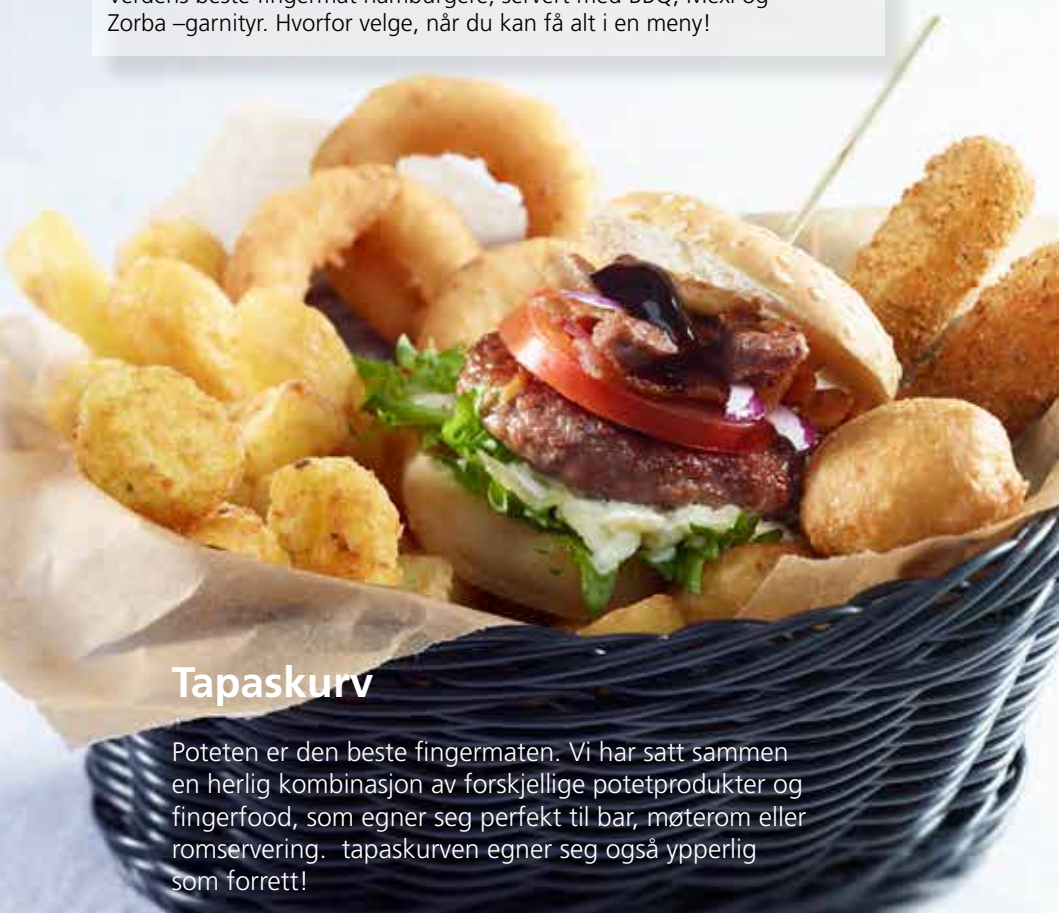 Verdens beste fingermat hamburgere, servert med BBQ, Mexi og
Zorba –garnityr. Hvorfor velge, når du kan få alt i en meny!
Tapaskurv
Poteten er den beste fingermaten. Vi har satt sammen
en herlig kombinasjon av forskjellige potetprodukter og
fingerfood, som egner seg perfekt til bar, møterom eller
romservering.  tapaskurven egner seg også ypperlig
som forrett!